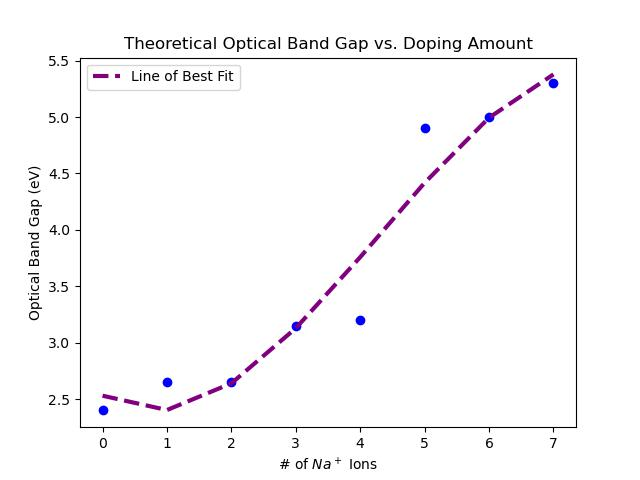 Theoretical Optical Band Gap vs. Doping Amount
Line of Best Fit
Optical Band Gap (eV)
5.5
5.0
4.5
4.0
3.5
3.0
2.5
0 1 2 3 4 5 6 7
# of Na⁺ Ions